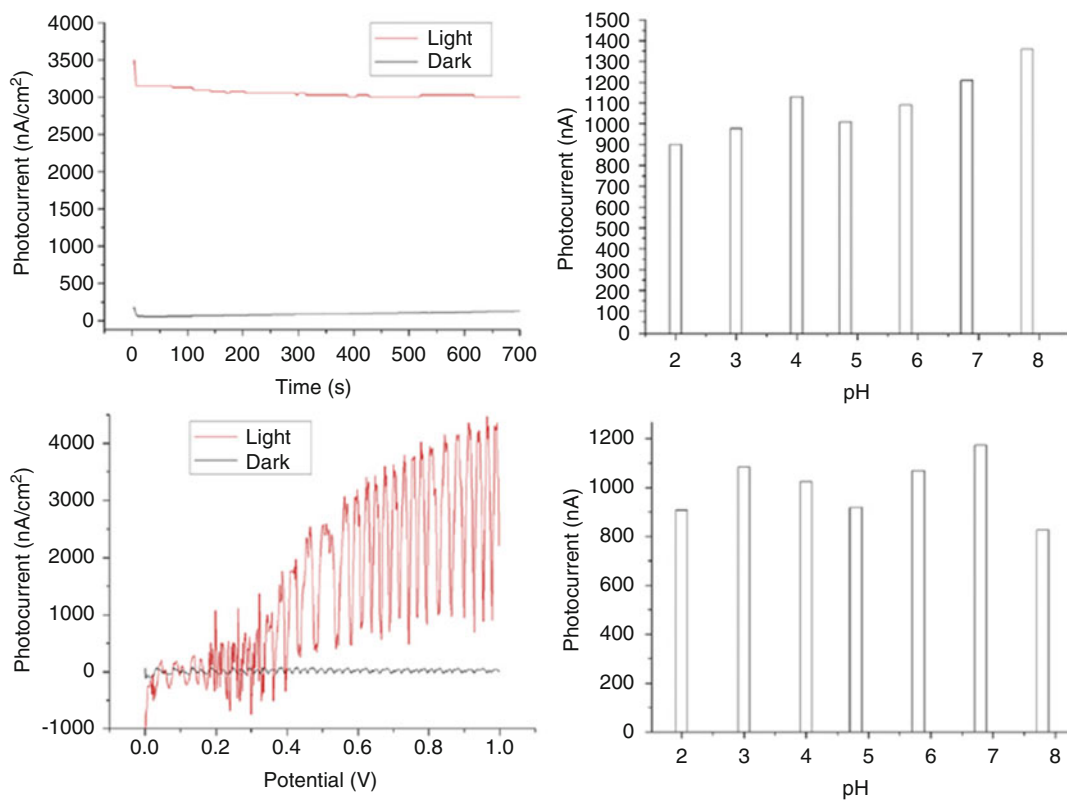 Photocurrent (nA/cm²)
4000
3500
3000
2500
2000
1500
1000
500
0
Light
Dark
0 100 200 300 400 500 600 700
Time (s)
Photocurrent (nA)
1500
1400
1300
1200
1100
1000
900
800
700
600
500
400
300
200
100
0
2 3 4 5 6 7 8
pH
Photocurrent (nA/cm²)
4000
3000
2000
1000
0
-1000
Light
Dark
0.0 0.2 0.4 0.6 0.8 1.0
Potential (V)
Photocurrent (nA)
1200
1000
800
600
400
200
0
2 3 4 5 6 7 8
pH